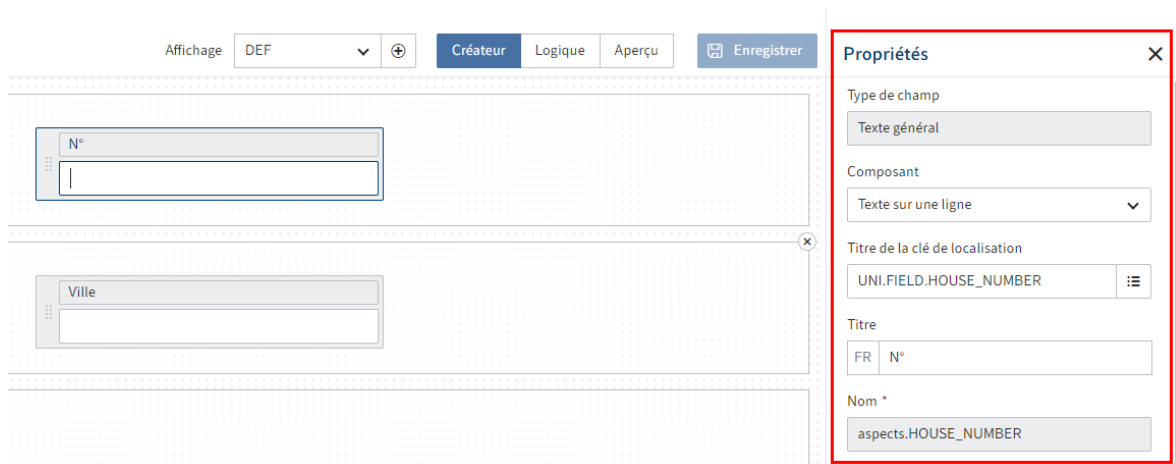 Affichage DEF Créateur Logique Aperçu Enregistrer
N°
Ville
Propriétés
Type de champ
Texte général
Composant
Texte sur une ligne
Titre de la clé de localisation
UNI.FIELD.HOUSE_NUMBER
Titre
FR N°
Nom *
aspects.HOUSE_NUMBER